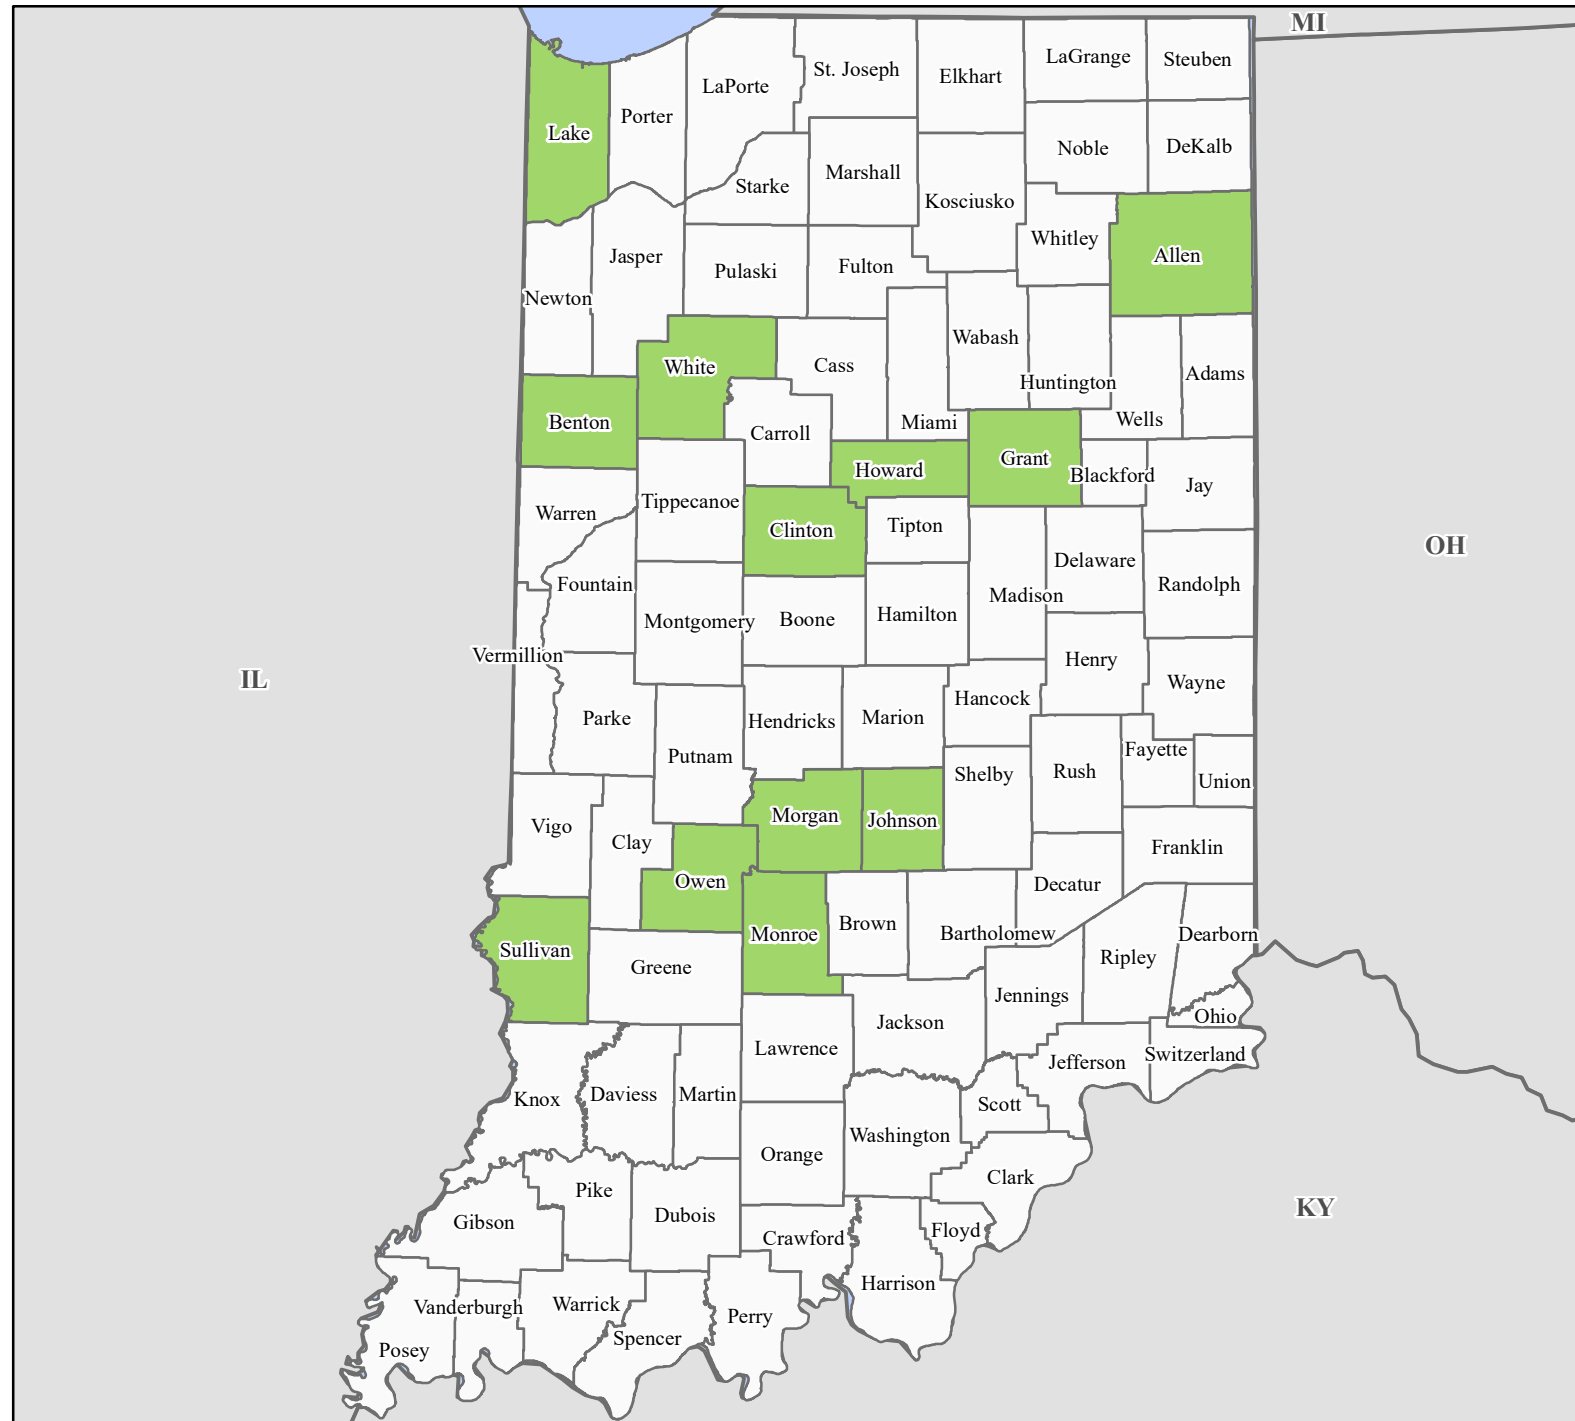 MI
LaGrange
Steuben
St. Joseph
Elkhart
LaPorte
Porter
Lake
Noble
DeKalb
Marshall
Starke
Kosciusko
Whitley
Allen
Jasper
Fulton
Pulaski
Newton
Wabash
White
Cass
Adams
Huntington
Benton
Miami
Wells
Carroll
Grant
Howard
Blackford
Jay
Tippecanoe
Warren
Tipton
Clinton
OH
Delaware
Fountain
Randolph
Madison
Hamilton
Boone
Montgomery
Vermillion
Henry
IL
Wayne
Hancock
Parke
Marion
Hendricks
Fayette
Putnam
Rush
Shelby
Union
Morgan
Johnson
Vigo
Clay
Franklin
Owen
Decatur
Brown
Monroe
Bartholomew
Dearborn
Sullivan
Ripley
Greene
Jennings
Ohio
Jackson
Lawrence
Switzerland
Jefferson
Daviess
Martin
Knox
Scott
Washington
Orange
Clark
Pike
KY
Dubois
Gibson
Floyd
Crawford
Harrison
Warrick
Vanderburgh
Perry
Spencer
Posey